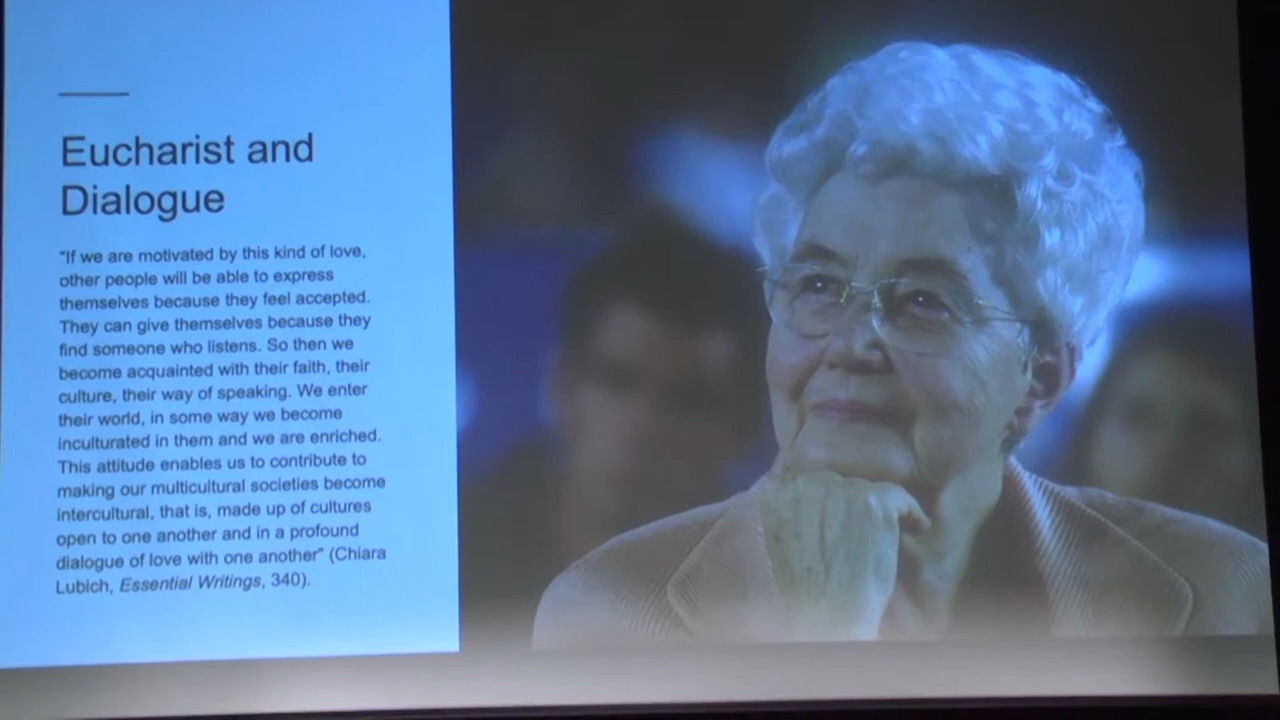 Eucharist and
Dialogue
“If we are motivated by this kind of love,
other people will be able to express
themselves because they feel accepted.
They can give themselves because they
find someone who listens. So then we
become acquainted with their faith, their
culture, their way of speaking. We enter
their world, in some way we become
inculturated in them and we are enriched.
This attitude enables us to contribute to
making our multicultural societies become
intercultural, that is, made up of cultures
open to one another and in a profound
dialogue of love with one another” (Chiara
Lubich, Essential Writings, 340).